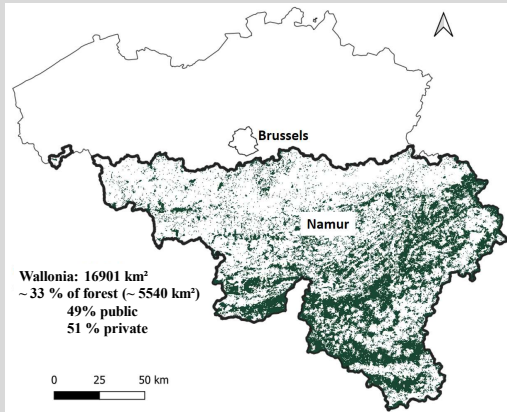 Brussels
Namur
Wallonia: 16901 km²
~ 33 % of forest (~ 5540 km²)
49% public
51 % private
0 25 50 km